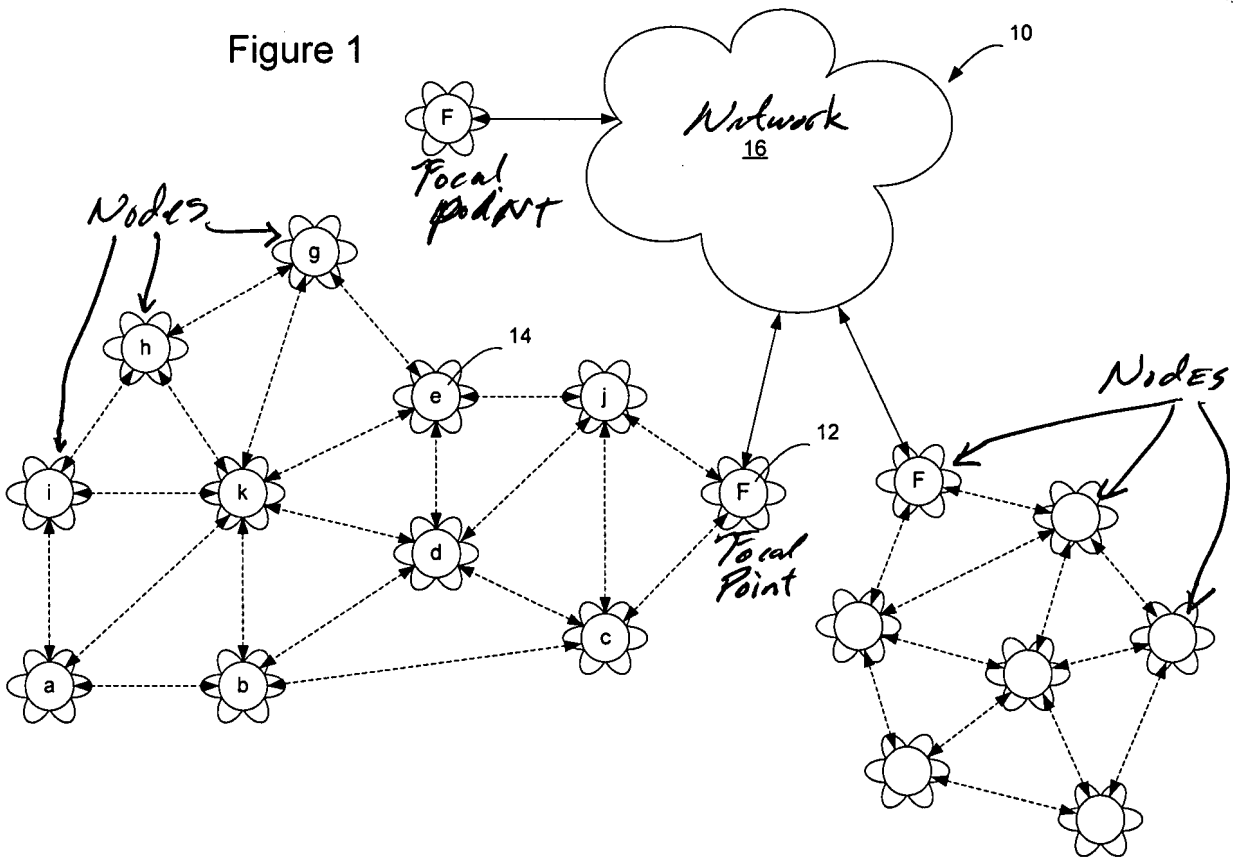 Figure 1
10
F
Network
16
Focal
Point
Nodes
g
h
14
e
j
Nodes
12
i
k
F
F
d
Focal
Point
c
a
b